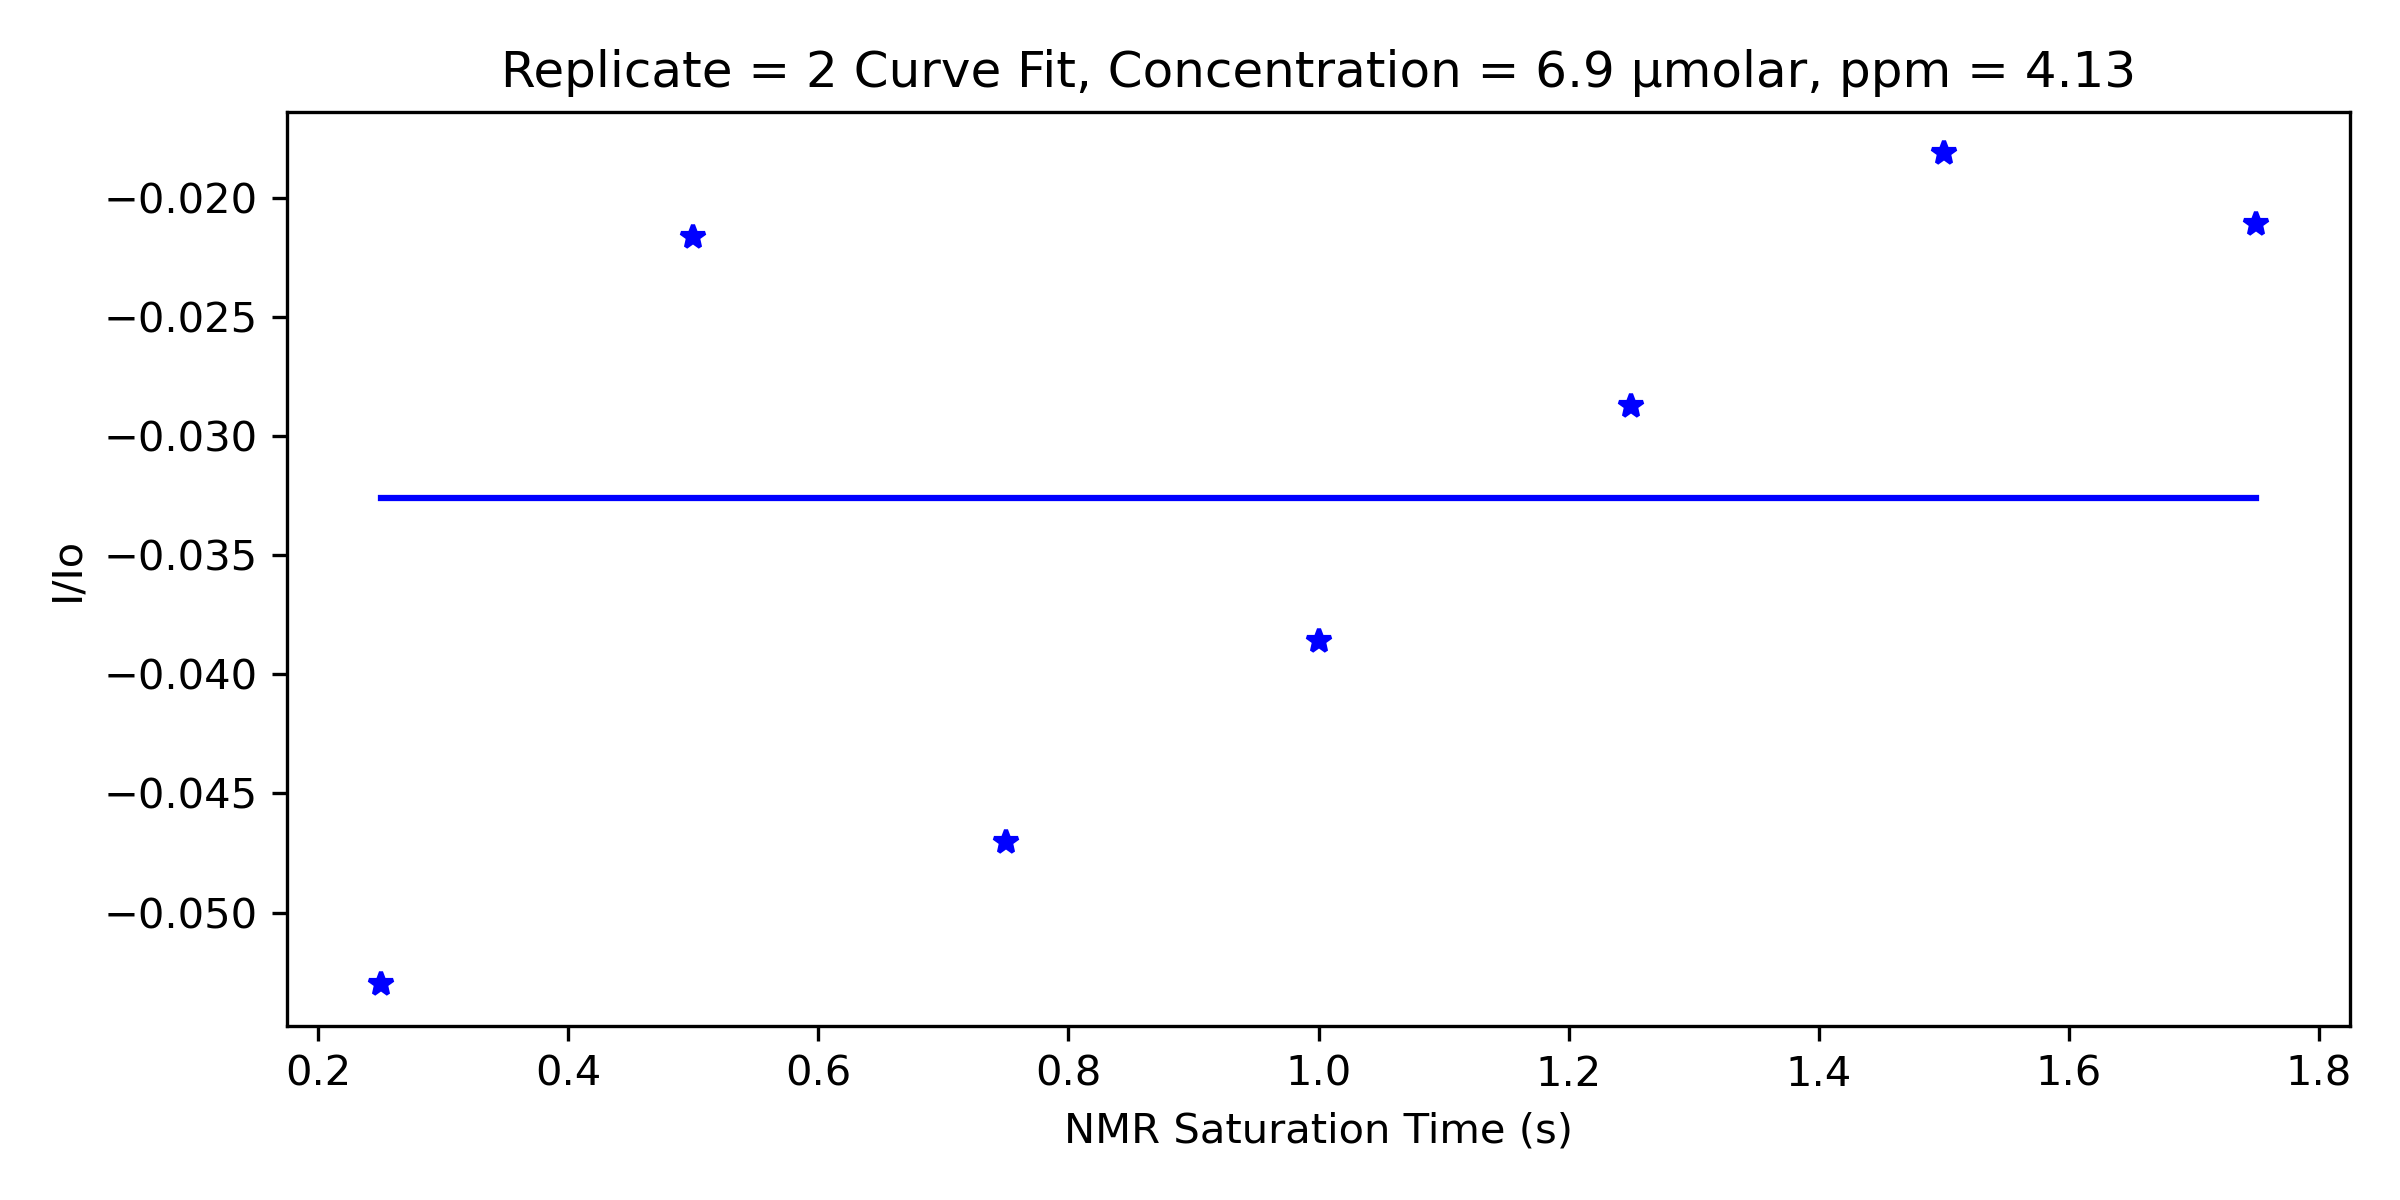 Replicate = 2 Curve Fit, Concentration = 6.9 µmolar, ppm = 4.13
−0.020
−0.025
−0.030
−0.035
−0.040
−0.045
−0.050
I/Io
0.2 0.4 0.6 0.8 1.0 1.2 1.4 1.6 1.8
NMR Saturation Time (s)